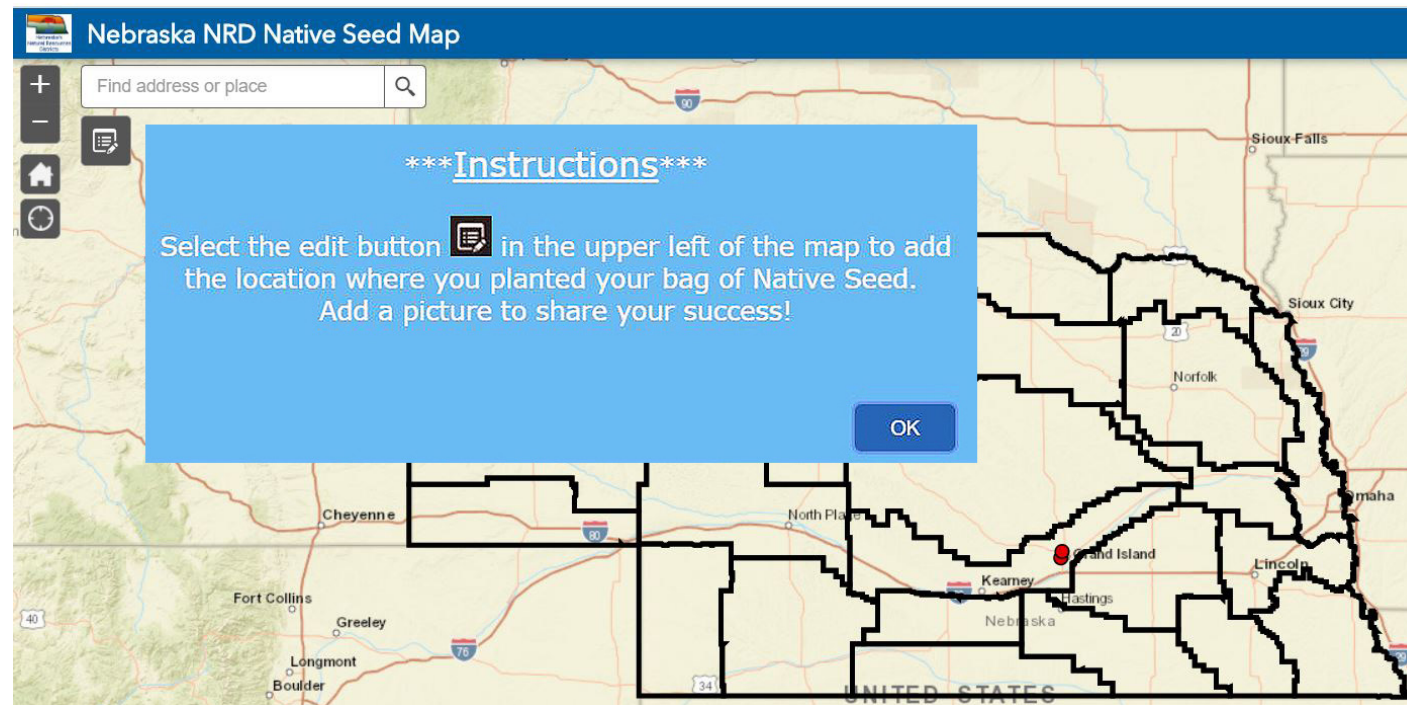 Nebraska NRD Native Seed Map
Find address or place
***Instructions***
Select the edit button in the upper left of the map to add
the location where you planted your bag of Native Seed.
Add a picture to share your success!
OK
90
Sioux Falls
Sioux City
20
29
Norfolk
Omaha
Cheyenne
80
North Platte
Grand Island
Lincoln
Kearney
Hastings
Nebraska
Fort Collins
40
Greeley
76
Longmont
Boulder
34
29
UNITED STATES